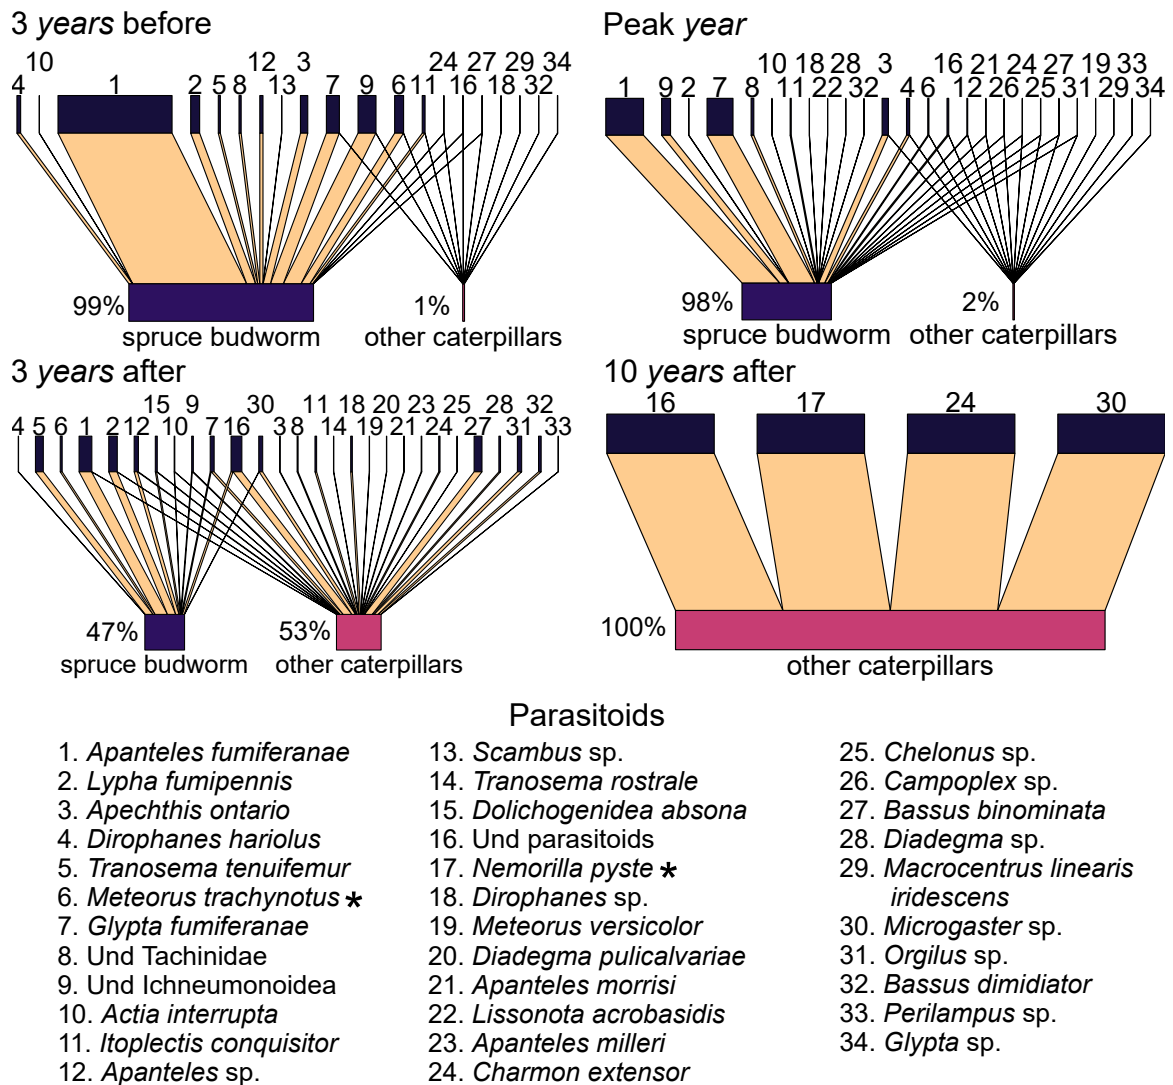 3 years before
10 12 3 24 27 29 34
4 1 2 5 8 13 7 9 6 11 16 18 32
99%
1%
spruce budworm
other caterpillars
Peak year
10 18 28 3 16 21 24 27 19 33
1 9 2 7 8 11 22 32 4 6 12 26 25 31 29 34
98%
2%
spruce budworm
other caterpillars
3 years after
15 9 30 11 18 20 23 25 28 32
4 5 6 1 2 12 10 7 16 3 8 14 19 21 24 27 31 33
47%
53%
spruce budworm
other caterpillars
10 years after
16 17 24 30
100%
other caterpillars
Parasitoids
1. Apanteles fumiferanae
2. Lypha fumipennis
3. Apechthis ontario
4. Dirophanes hariolus
5. Tranosema tenuifemur
6. Meteorus trachynotus *
7. Glypta fumiferanae
8. Und Tachinidae
9. Und Ichneumonoidea
10. Actia interrupta
11. Itoplectis conquisitor
12. Apanteles sp.
13. Scambus sp.
14. Tranosema rostrale
15. Dolichogenidea absona
16. Und parasitoids
17. Nemorilla pyste *
18. Dirophanes sp.
19. Meteorus versicolor
20. Diadegma pulicalvariae
21. Apanteles morrisi
22. Lissonota acrobasidis
23. Apanteles milleri
24. Charmon extensor
25. Chelonus sp.
26. Campoplex sp.
27. Bassus binominata
28. Diadegma sp.
29. Macrocentrus linearis
iridescens
30. Microgaster sp.
31. Orgilus sp.
32. Bassus dimidiator
33. Perilampus sp.
34. Glypta sp.